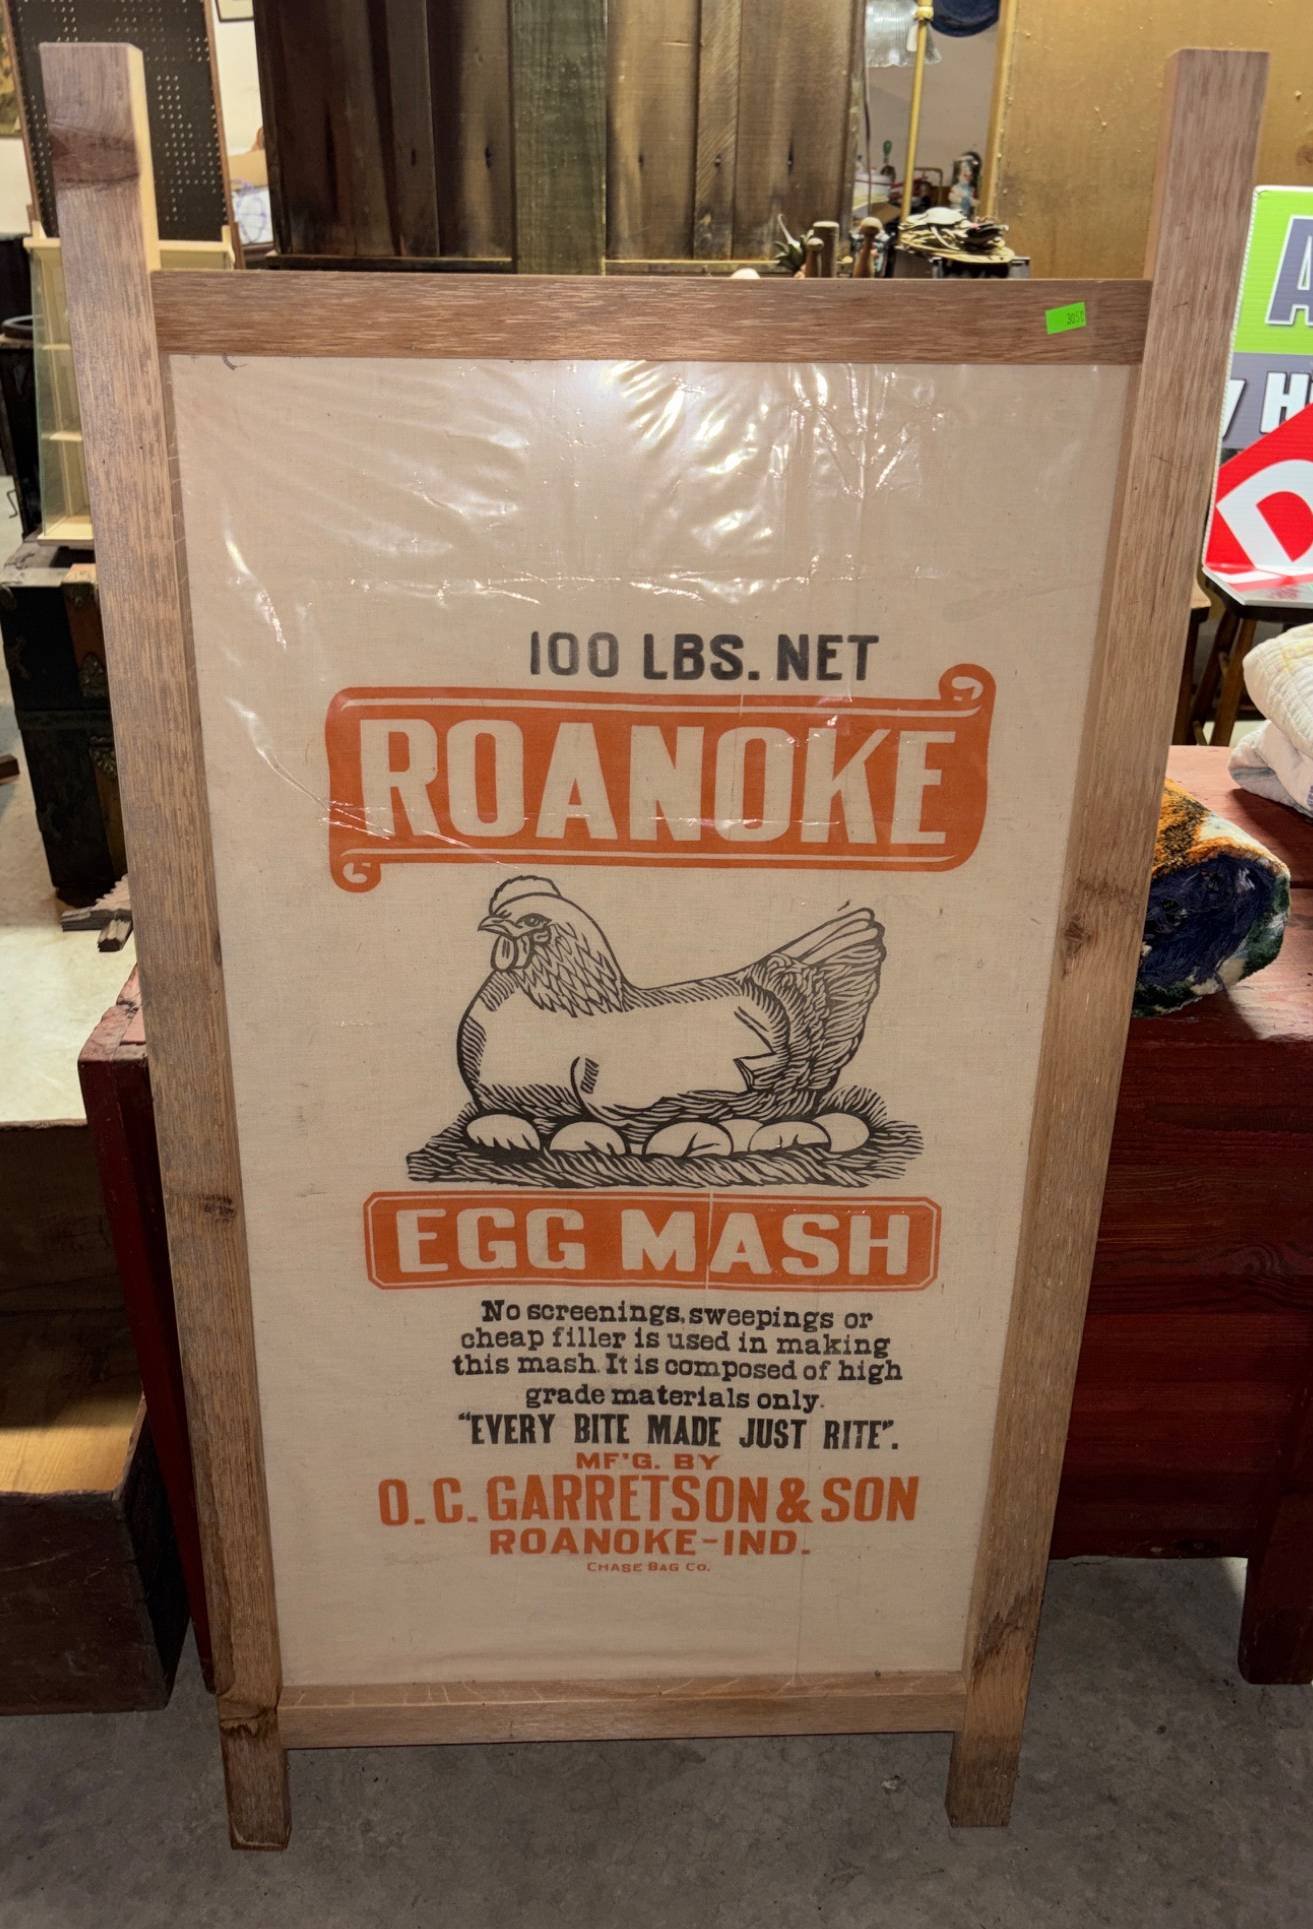 3051
100 LBS. NET
ROANOKE
EGG MASH
No screenings, sweepings or
cheap filler is used in making
this mash. It is composed of high
grade materials only.
"EVERY BITE MADE JUST RITE".
MF'G. BY
O.C. GARRETSON & SON
ROANOKE-IND.
CHASE BAG CO.
A
H
D